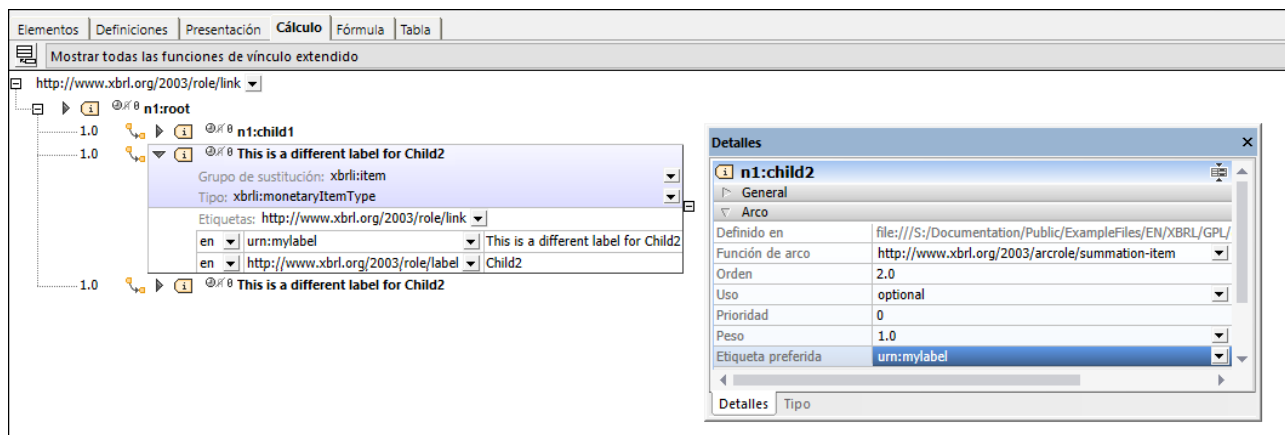 Elementos Definiciones Presentación Cálculo Fórmula Tabla
Mostrar todas las funciones de vínculo extendido
http://www.xbrl.org/2003/role/link
n1:root
1.0 n1:child1
1.0 This is a different label for Child2
Grupo de sustitución: xbrli:item
Tipo: xbrli:monetaryItemType
Etiquetas: http://www.xbrl.org/2003/role/link
en urn:mylabel This is a different label for Child2
en http://www.xbrl.org/2003/role/label Child2
1.0 This is a different label for Child2
Detalles
n1:child2
General
Arco
Definido en file:///S:/Documentation/Public/ExampleFiles/EN/XBRL/GPL/
Función de arco http://www.xbrl.org/2003/arcrole/summation-item
Orden 2.0
Uso optional
Prioridad 0
Peso 1.0
Etiqueta preferida urn:mylabel
Detalles Tipo